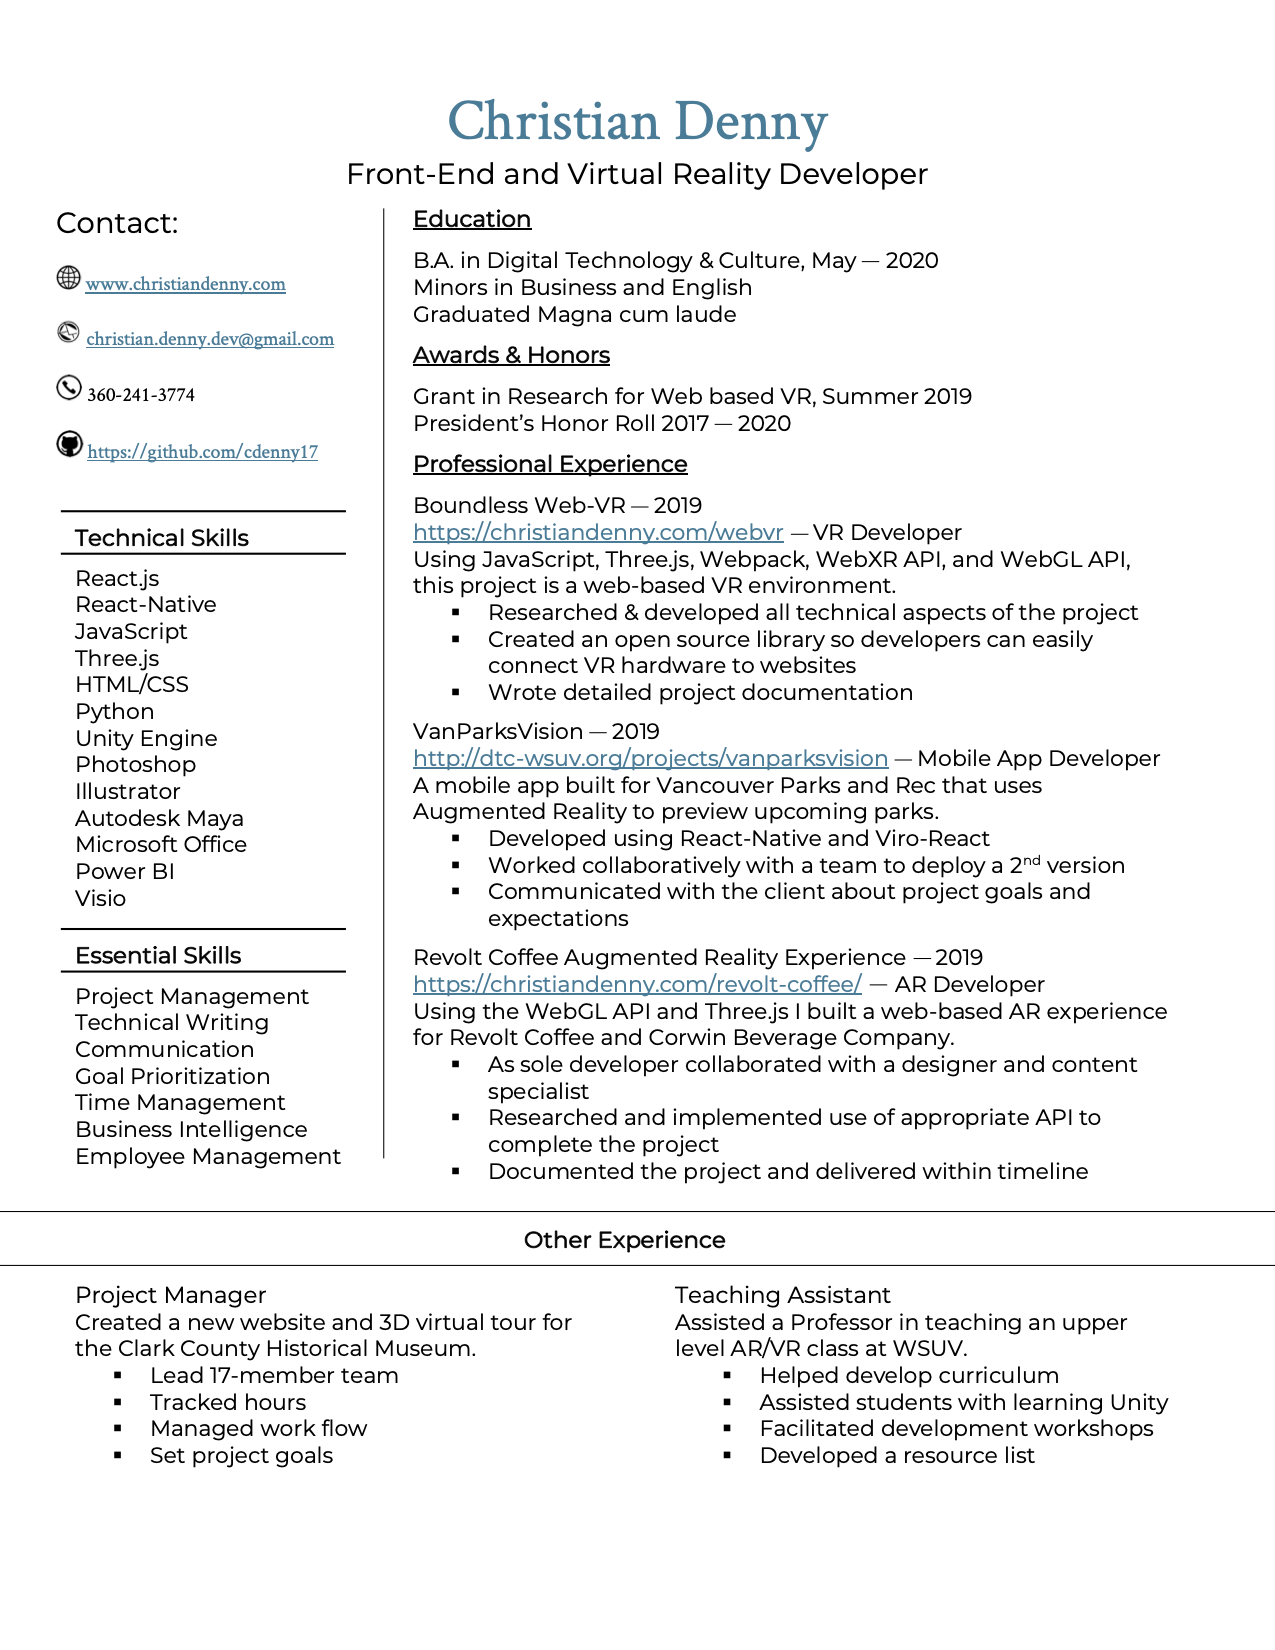 Christian Denny
Front-End and Virtual Reality Developer
Contact:
www.christiandenny.com
christian.denny.dev@gmail.com
360-241-3774
https://github.com/cdenny17
Technical Skills
React.js
React-Native
JavaScript
Three.js
HTML/CSS
Python
Unity Engine
Photoshop
Illustrator
Autodesk Maya
Microsoft Office
Power BI
Visio
Essential Skills
Project Management
Technical Writing
Communication
Goal Prioritization
Time Management
Business Intelligence
Employee Management
Education
B.A. in Digital Technology & Culture, May — 2020
Minors in Business and English
Graduated Magna cum laude
Awards & Honors
Grant in Research for Web based VR, Summer 2019
President’s Honor Roll 2017 — 2020
Professional Experience
Boundless Web-VR — 2019
https://christiandenny.com/webvr — VR Developer
Using JavaScript, Three.js, Webpack, WebXR API, and WebGL API,
this project is a web-based VR environment.
▪ Researched & developed all technical aspects of the project
▪ Created an open source library so developers can easily
connect VR hardware to websites
▪ Wrote detailed project documentation
VanParksVision — 2019
http://dtc-wsuv.org/projects/vanparksvision — Mobile App Developer
A mobile app built for Vancouver Parks and Rec that uses
Augmented Reality to preview upcoming parks.
▪ Developed using React-Native and Viro-React
▪ Worked collaboratively with a team to deploy a 2nd version
▪ Communicated with the client about project goals and
expectations
Revolt Coffee Augmented Reality Experience — 2019
https://christiandenny.com/revolt-coffee/ — AR Developer
Using the WebGL API and Three.js I built a web-based AR experience
for Revolt Coffee and Corwin Beverage Company.
▪ As sole developer collaborated with a designer and content
specialist
▪ Researched and implemented use of appropriate API to
complete the project
▪ Documented the project and delivered within timeline
Other Experience
Project Manager
Created a new website and 3D virtual tour for
the Clark County Historical Museum.
▪ Lead 17-member team
▪ Tracked hours
▪ Managed work flow
▪ Set project goals
Teaching Assistant
Assisted a Professor in teaching an upper
level AR/VR class at WSUV.
▪ Helped develop curriculum
▪ Assisted students with learning Unity
▪ Facilitated development workshops
▪ Developed a resource list